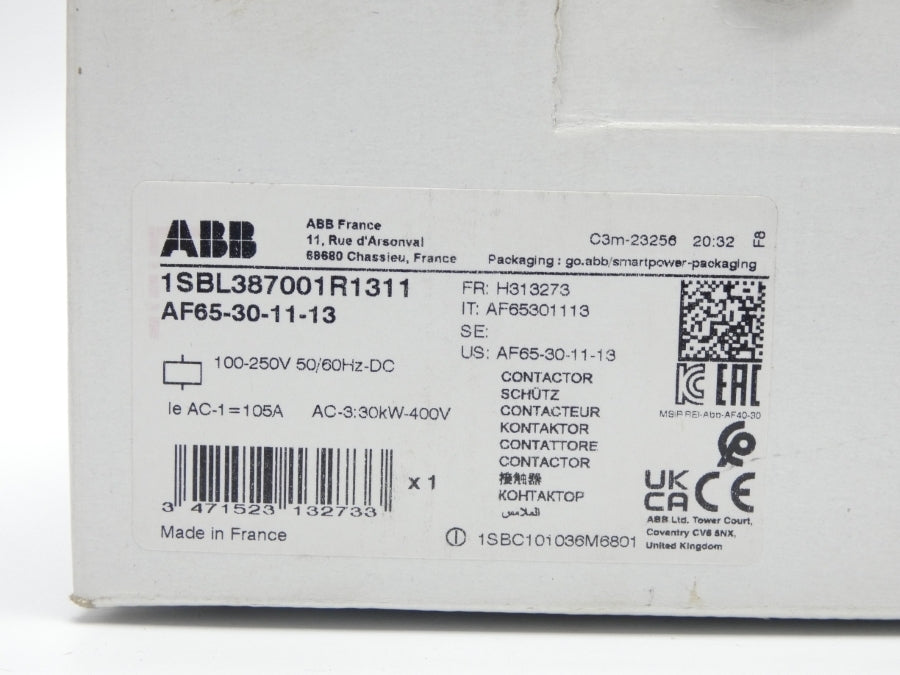 ABB
ABB France
11, Rue d'Arsonval
69680 Chassieu, France
C3m-23256 20:32 F8
Packaging : go.abb/smartpower-packaging
1SBL387001R1311
AF65-30-11-13
FR: H313273
IT: AF65301113
SE:
US: AF65-30-11-13
100-250V 50/60Hz-DC
Ie AC-1=105A AC-3:30kW-400V
CONTACTOR
SCHÜTZ
CONTACTEUR
KONTAKTOR
CONTATTORE
CONTACTOR
接触器
КОНТАКТОР
الملامس
EAC
MSIP-REI-Abb-AF40-30
x 1
3 471523 132733
Made in France
1SBC101036M6801
UK
CA
CE
ABB Ltd. Tower Court,
Coventry CV6 5NX,
United Kingdom